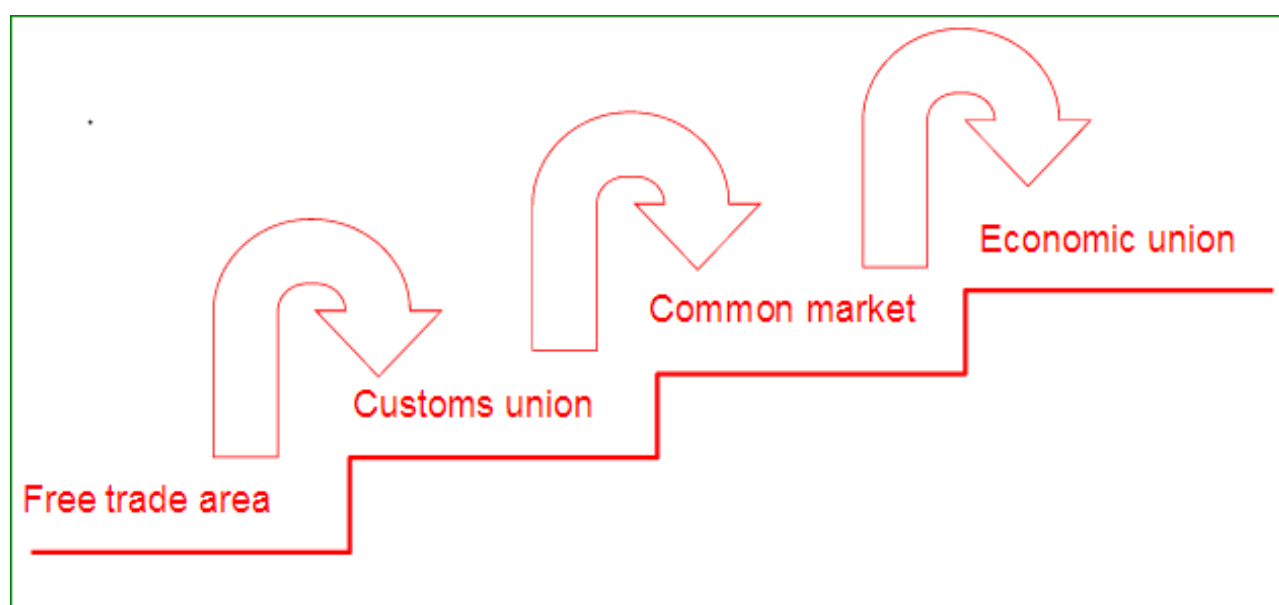 Economic union
Common market
Customs union
Free trade area